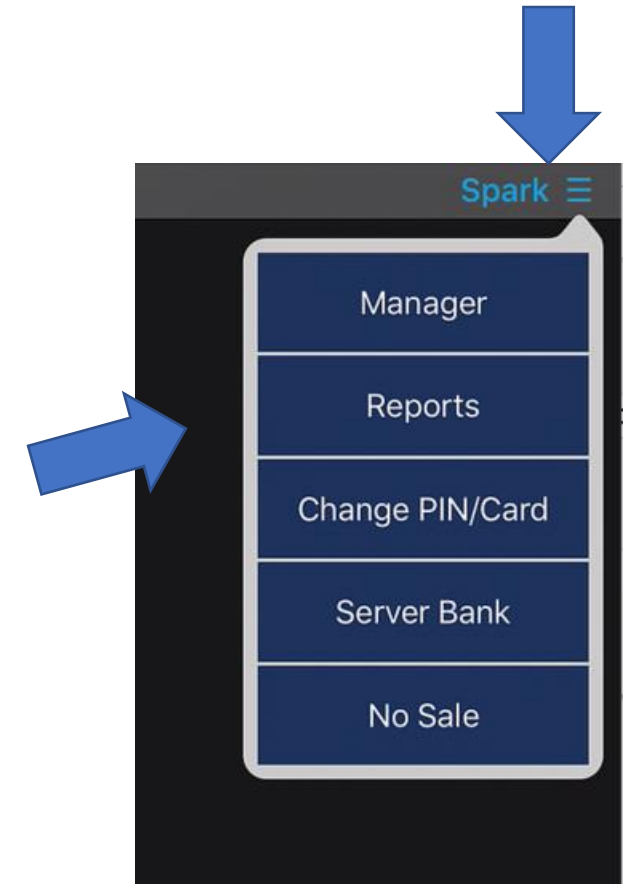 Spark ☰
Manager
Reports
Change PIN/Card
Server Bank
No Sale